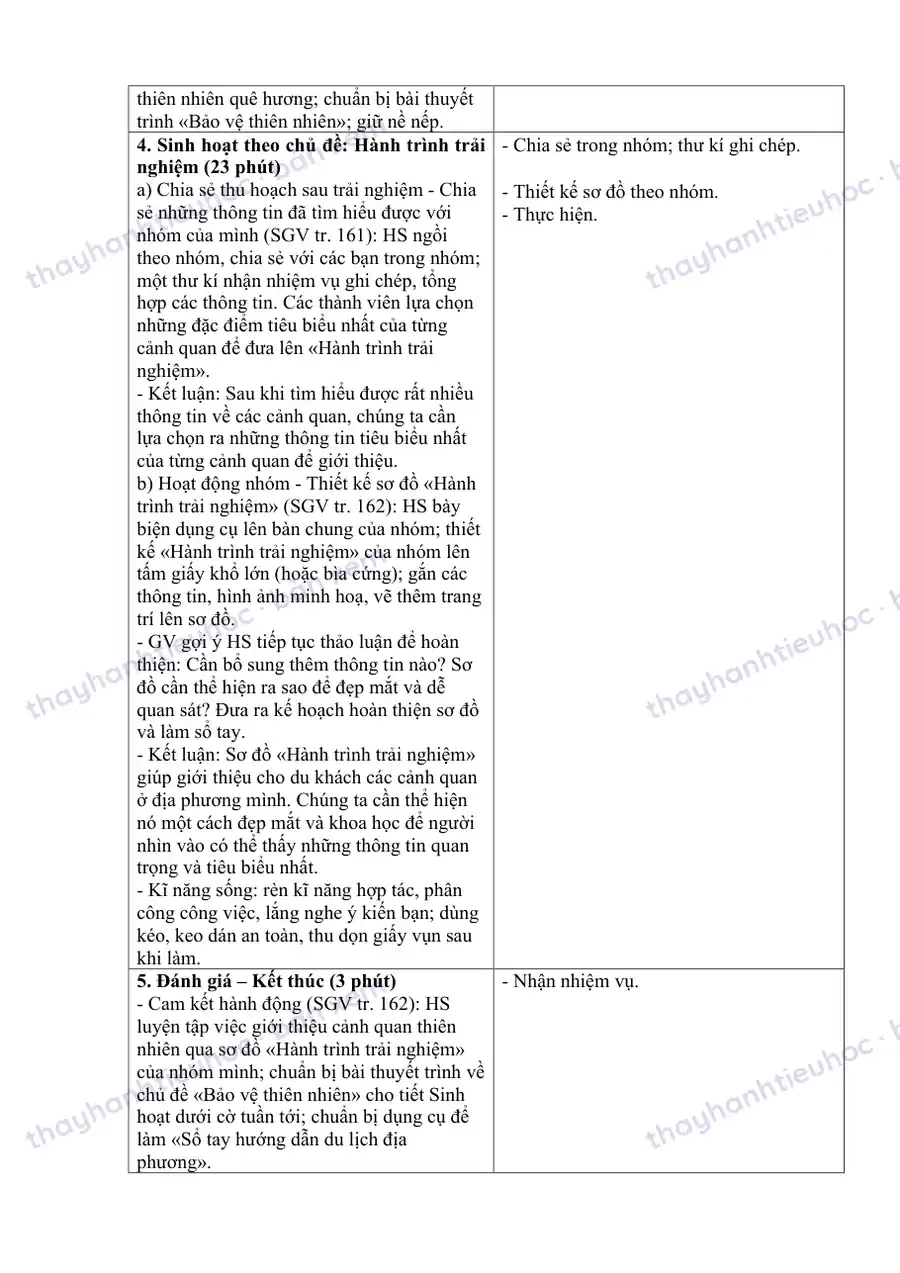 thiên nhiên quê hương; chuẩn bị bài thuyết
trình «Bảo vệ thiên nhiên»; giữ nề nếp.
4. Sinh hoạt theo chủ đề: Hành trình trải
nghiệm (23 phút)
a) Chia sẻ thu hoạch sau trải nghiệm - Chia
sẻ những thông tin đã tìm hiểu được với
nhóm của mình (SGV tr. 161): HS ngồi
theo nhóm, chia sẻ với các bạn trong nhóm;
một thư kí nhận nhiệm vụ ghi chép, tổng
hợp các thông tin. Các thành viên lựa chọn
những đặc điểm tiêu biểu nhất của từng
cảnh quan để đưa lên «Hành trình trải
nghiệm».
- Kết luận: Sau khi tìm hiểu được rất nhiều
thông tin về các cảnh quan, chúng ta cần
lựa chọn ra những thông tin tiêu biểu nhất
của từng cảnh quan để giới thiệu.
b) Hoạt động nhóm - Thiết kế sơ đồ «Hành
trình trải nghiệm» (SGV tr. 162): HS bày
biện dụng cụ lên bàn chung của nhóm; thiết
kế «Hành trình trải nghiệm» của nhóm lên
tấm giấy khổ lớn (hoặc bìa cứng); gắn các
thông tin, hình ảnh minh hoạ, vẽ thêm trang
trí lên sơ đồ.
- GV gợi ý HS tiếp tục thảo luận để hoàn
thiện: Cần bổ sung thêm thông tin nào? Sơ
đồ cần thể hiện ra sao để đẹp mắt và dễ
quan sát? Đưa ra kế hoạch hoàn thiện sơ đồ
và làm sổ tay.
- Kết luận: Sơ đồ «Hành trình trải nghiệm»
giúp giới thiệu cho du khách các cảnh quan
ở địa phương mình. Chúng ta cần thể hiện
nó một cách đẹp mắt và khoa học để người
nhìn vào có thể thấy những thông tin quan
trọng và tiêu biểu nhất.
- Kĩ năng sống: rèn kĩ năng hợp tác, phân
công công việc, lắng nghe ý kiến bạn; dùng
kéo, keo dán an toàn, thu dọn giấy vụn sau
khi làm.
- Chia sẻ trong nhóm; thư kí ghi chép.
- Thiết kế sơ đồ theo nhóm.
- Thực hiện.
5. Đánh giá – Kết thúc (3 phút)
- Cam kết hành động (SGV tr. 162): HS
luyện tập việc giới thiệu cảnh quan thiên
nhiên qua sơ đồ «Hành trình trải nghiệm»
của nhóm mình; chuẩn bị bài thuyết trình về
chủ đề «Bảo vệ thiên nhiên» cho tiết Sinh
hoạt dưới cờ tuần tới; chuẩn bị dụng cụ để
làm «Sổ tay hướng dẫn du lịch địa
phương».
- Nhận nhiệm vụ.
thayhanhtieuhoc · bản xem
thayhanhtieuhoc · b
thayhanhtieuhoc · bản xem
thayhanhtieuhoc · b
thayhanhtieuhoc · bản xem
thayhanhtieuhoc · b